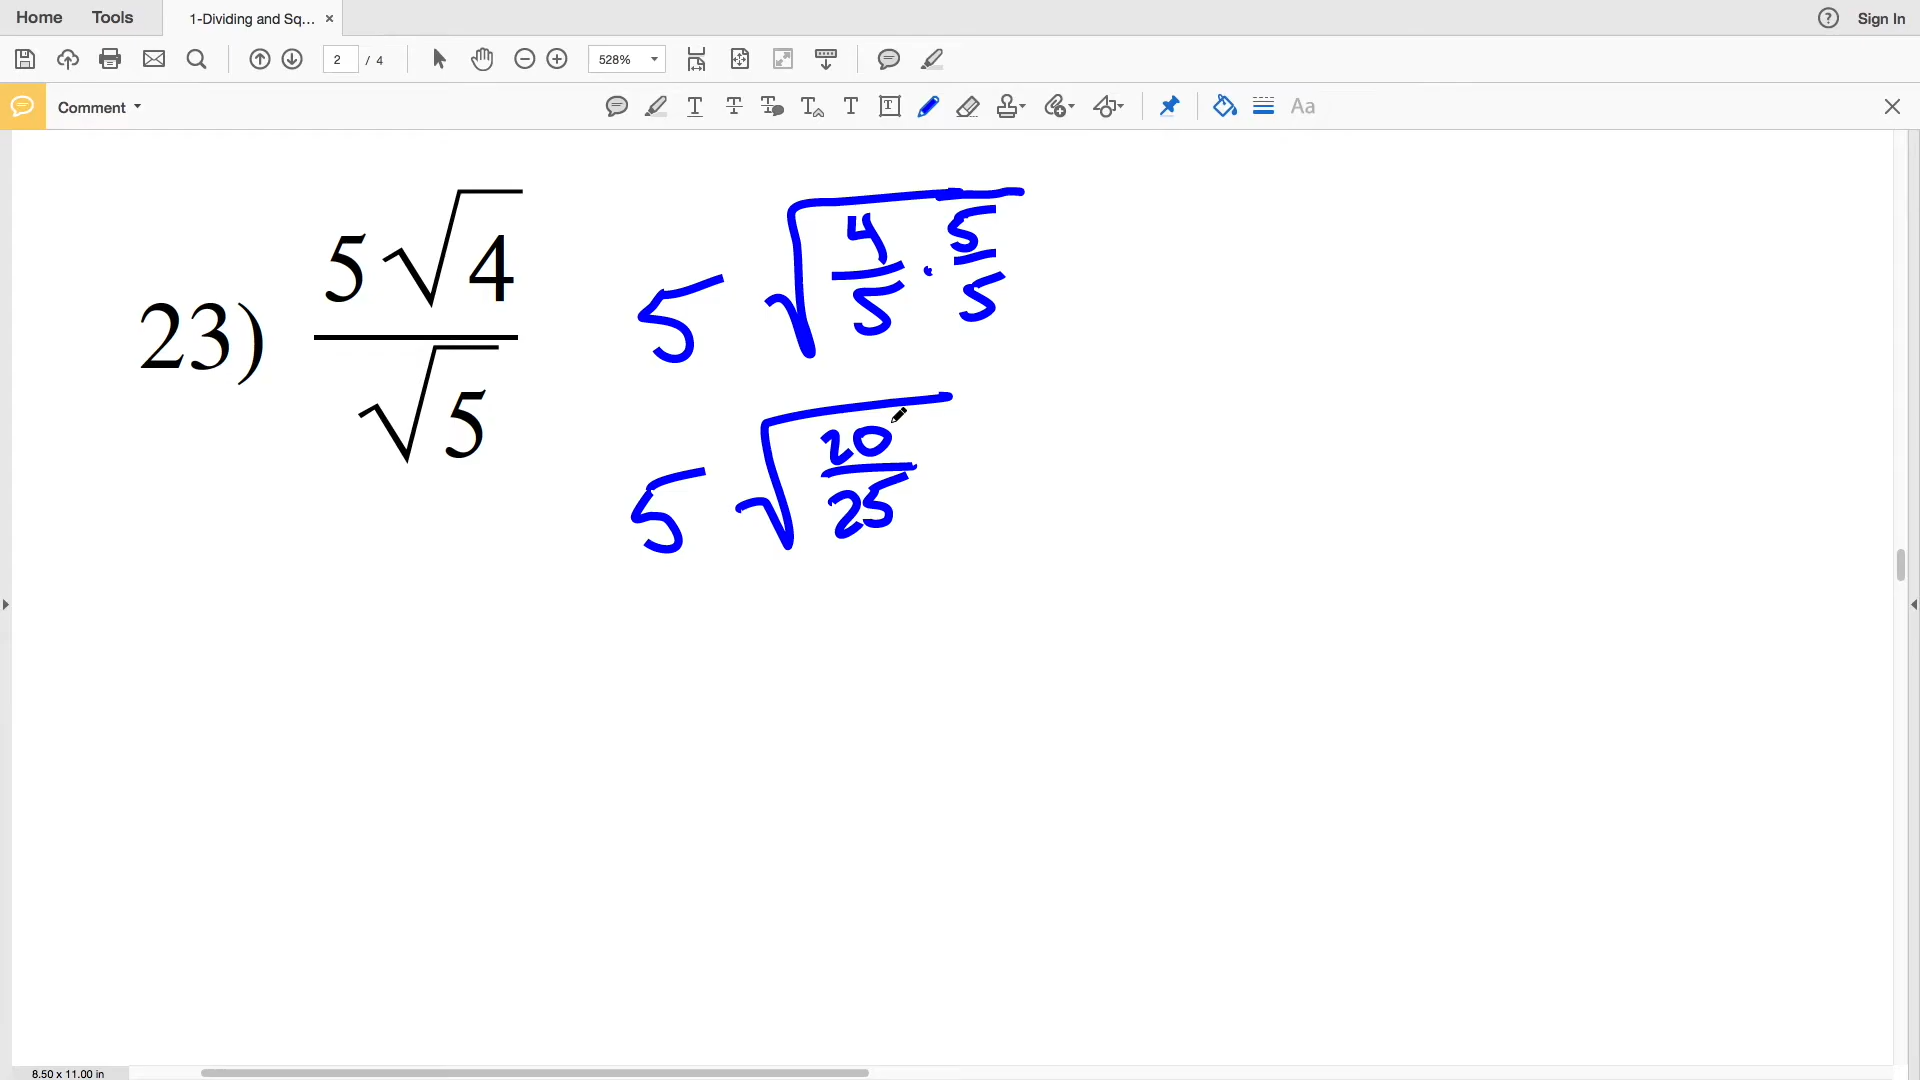 Home Tools 1-Dividing and Sq... × ? Sign In
2 / 4 528%
Comment Aa
23) 5√4 / √5
5 √(4/5 · 5/5)
5 √(20/25)
8.50 x 11.00 in